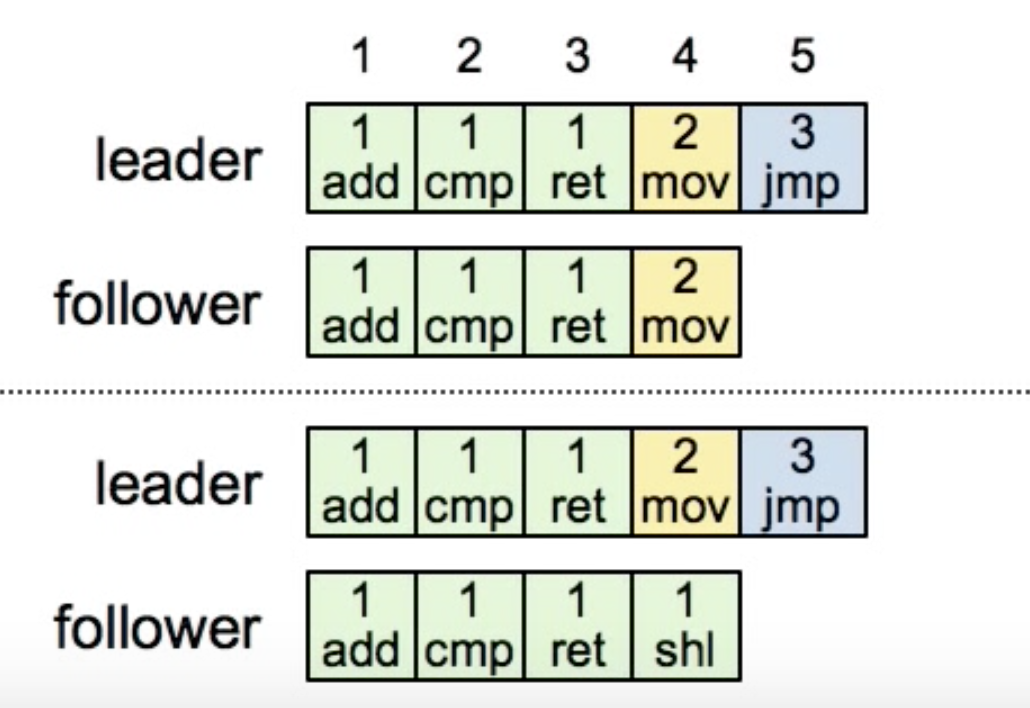 1 2 3 4 5
leader
1 1 1 2 3
add cmp ret mov jmp
follower
1 1 1 2
add cmp ret mov
leader
1 1 1 2 3
add cmp ret mov jmp
follower
1 1 1 1
add cmp ret shl